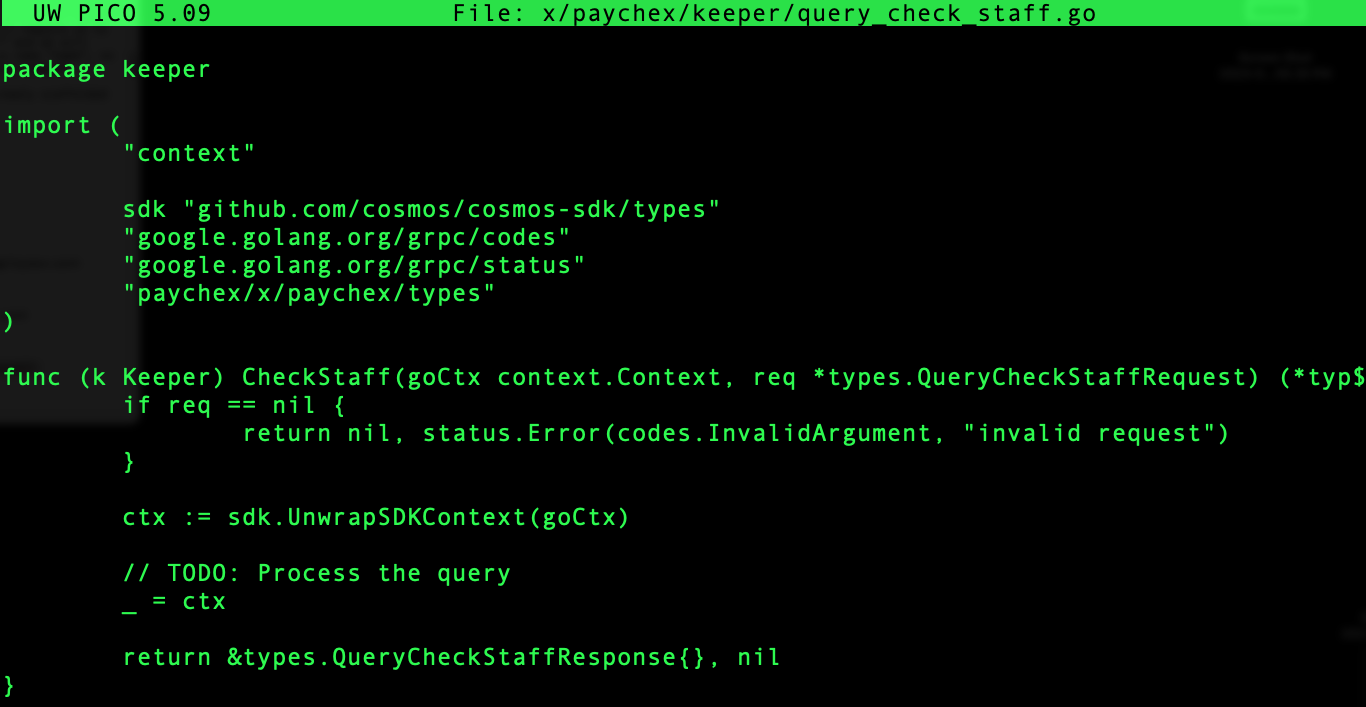 UW PICO 5.09 File: x/paychex/keeper/query_check_staff.go
package keeper
import (
"context"
sdk "github.com/cosmos/cosmos-sdk/types"
"google.golang.org/grpc/codes"
"google.golang.org/grpc/status"
"paychex/x/paychex/types"
)
func (k Keeper) CheckStaff(goCtx context.Context, req *types.QueryCheckStaffRequest) (*typ$
if req == nil {
return nil, status.Error(codes.InvalidArgument, "invalid request")
}
ctx := sdk.UnwrapSDKContext(goCtx)
// TODO: Process the query
_ = ctx
return &types.QueryCheckStaffResponse{}, nil
}